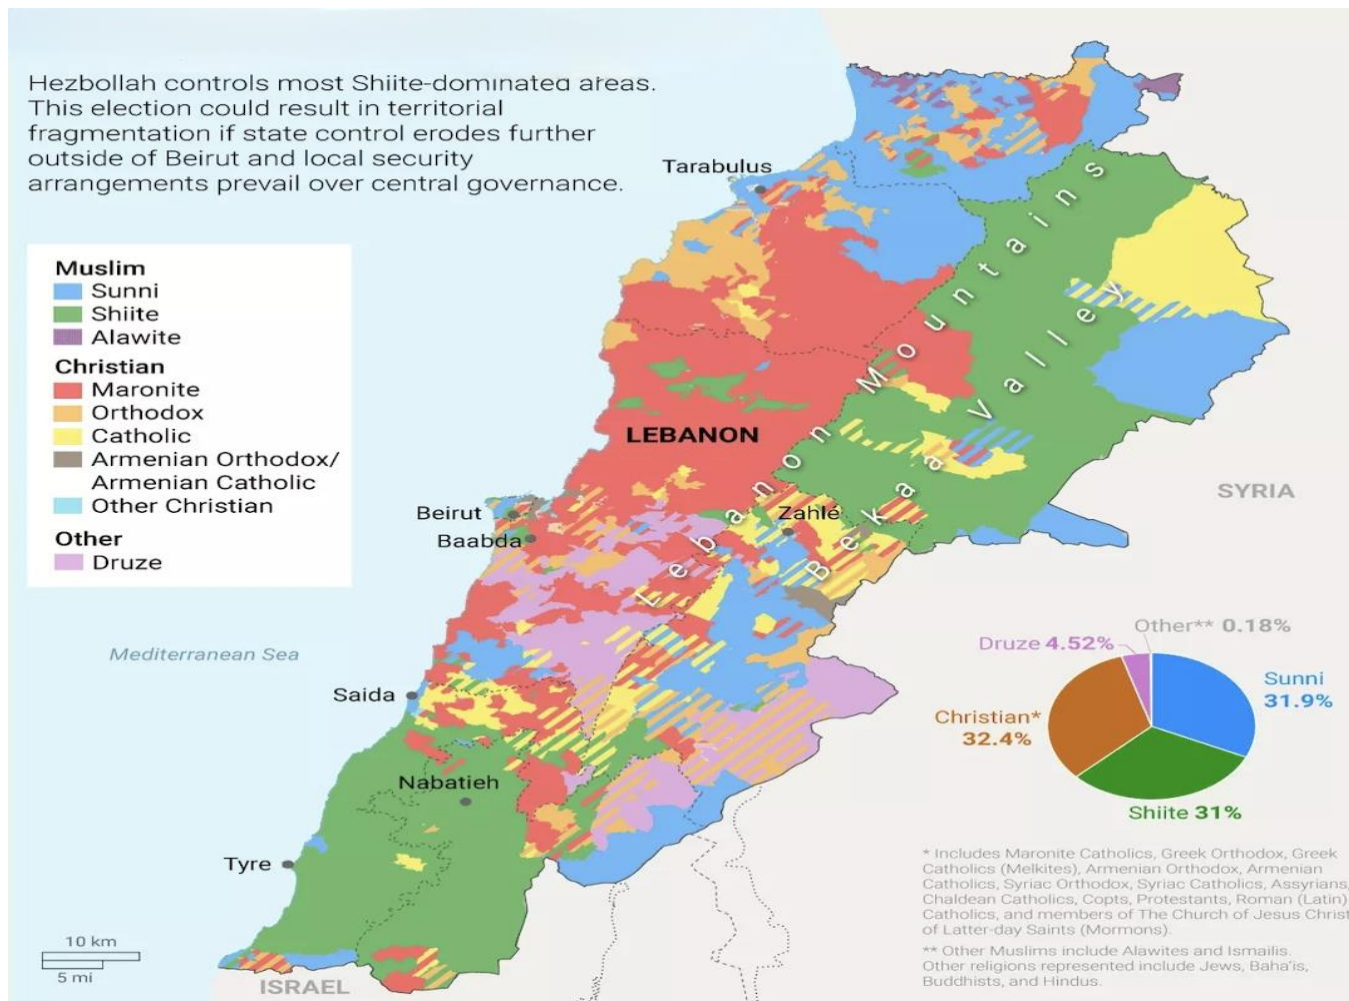 Hezbollah controls most Shiite-dominated areas.
This election could result in territorial
fragmentation if state control erodes further
outside of Beirut and local security
arrangements prevail over central governance.
Muslim
Sunni
Shiite
Alawite
Christian
Maronite
Orthodox
Catholic
Armenian Orthodox/
Armenian Catholic
Other Christian
Other
Druze
Tarabulus
Lebanon Mountains
Bekaa Valley
LEBANON
Beirut
Baabda
Zahlé
SYRIA
Mediterranean Sea
Saida
Nabatieh
Tyre
10 km
5 mi
ISRAEL
Other** 0.18%
Druze 4.52%
Sunni
31.9%
Christian*
32.4%
Shiite 31%
* Includes Maronite Catholics, Greek Orthodox, Greek
Catholics (Melkites), Armenian Orthodox, Armenian
Catholics, Syriac Orthodox, Syriac Catholics, Assyrians,
Chaldean Catholics, Copts, Protestants, Roman (Latin)
Catholics, and members of The Church of Jesus Christ
of Latter-day Saints (Mormons).
** Other Muslims include Alawites and Ismailis.
Other religions represented include Jews, Baha'is,
Buddhists, and Hindus.